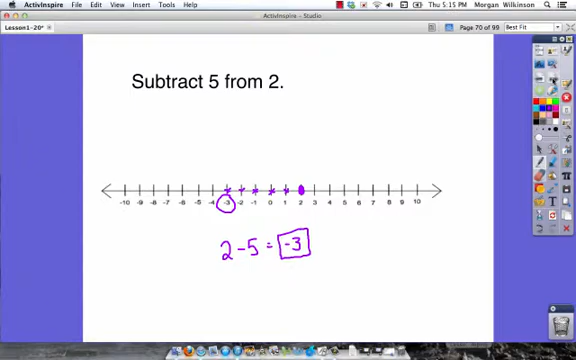 ActivInspire File Edit View Insert Tools Help Thu 5:15 PM Morgan Wilkinson
ActivInspire - Studio
Lesson1-20* Page 70 of 99 Best Fit
Subtract 5 from 2.
-10 -9 -8 -7 -6 -5 -4 -3 -2 -1 0 1 2 3 4 5 6 7 8 9 10
2-5=-3